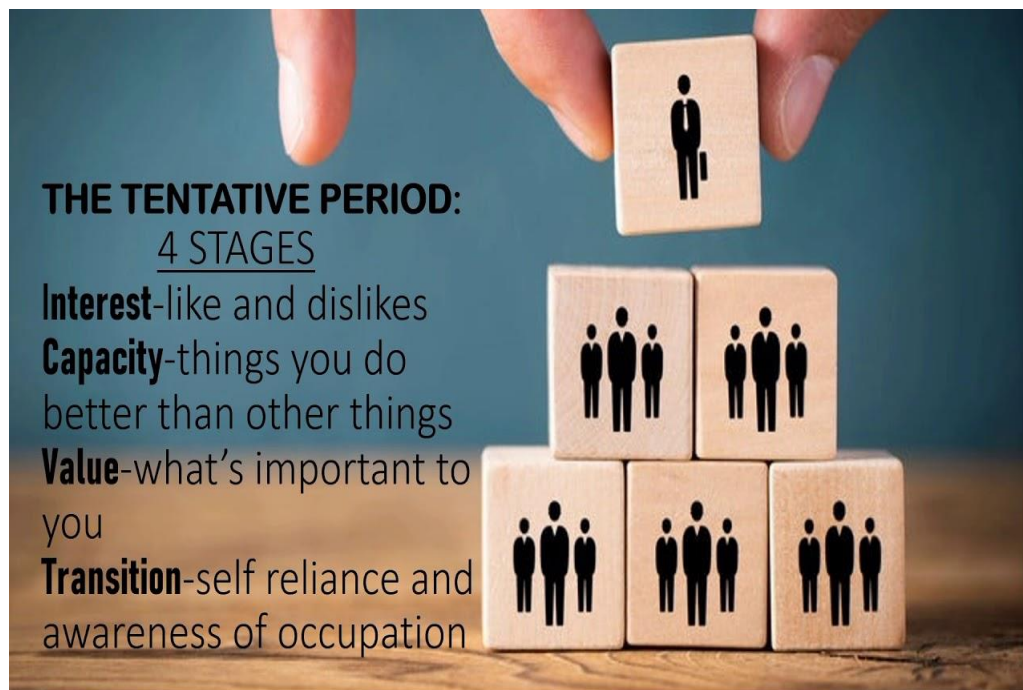 THE TENTATIVE PERIOD:
4 STAGES
Interest-like and dislikes
Capacity-things you do
better than other things
Value-what's important to
you
Transition-self reliance and
awareness of occupation